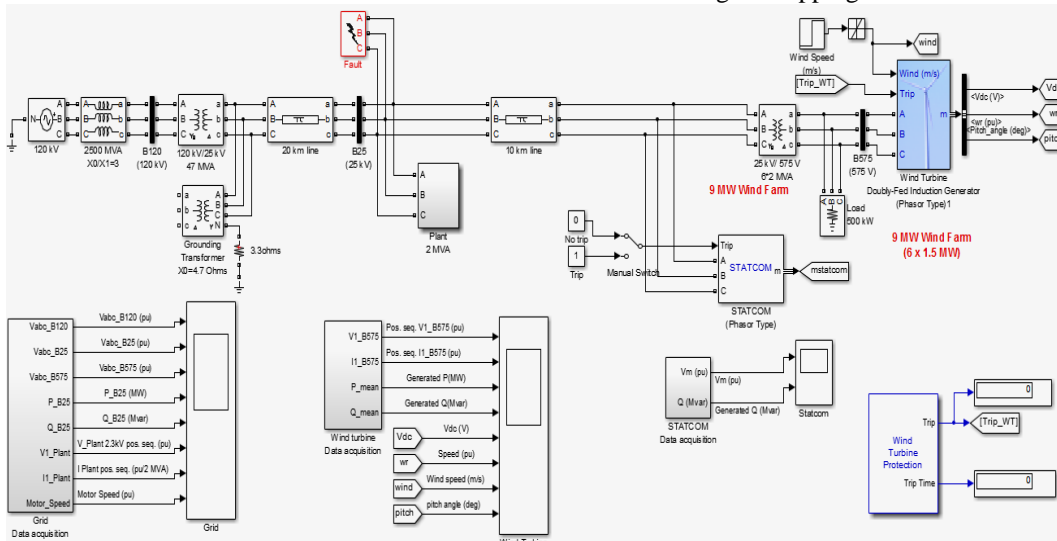 A
B
C
Fault
Wind Speed
(m/s)
wind
[Trip_WT]
Wind (m/s)
Trip
A
B
C
m
<Vdc (V)>
<wr (pu)>
<Pitch_angle (deg)>
wr
N
A
B
C
120 kV
A
B
C
a
b
c
2500 MVA
X0/X1=3
B120
(120 kV)
A
B
C
a
b
c
120 kV/25 kV
47 MVA
A
B
C
a
b
c
20 km line
B25
(25 kV)
A
B
C
a
b
c
10 km line
A
B
C
a
b
c
25 kV/ 575 V
6*2 MVA
B575
(575 V)
Wind Turbine
Doubly-Fed Induction Generator
(Phasor Type)1
9 MW Wind Farm
A B C
Load
500 kW
9 MW Wind Farm
(6 x 1.5 MW)
a
b
c
A
B
C
N
Grounding
Transformer
X0=4.7 Ohms
3.3ohms
A
B
C
Plant
2 MVA
0
No trip
1
Trip
Manual Switch
Trip
A
B
C
STATCOM
m
mstatcom
STATCOM
(Phasor Type)
Vabc_B120
Vabc_B25
Vabc_B575
P_B25
Q_B25
V1_Plant
I1_Plant
Motor_Speed
Grid
Data acquisition
Vabc_B120 (pu)
Vabc_B25 (pu)
Vabc_B575 (pu)
P_B25 (MW)
Q_B25 (Mvar)
V_Plant 2.3kV pos. seq. (pu)
I Plant pos. seq. (pu/2 MVA)
Motor Speed (pu)
Grid
V1_B575
I1_B575
P_mean
Q_mean
Wind turbine
Data acquisition
Pos. seq. V1_B575 (pu)
Pos. seq. I1_B575 (pu)
Generated P(MW)
Generated Q(Mvar)
Vdc
Vdc (V)
wr
Speed (pu)
wind
Wind speed (m/s)
pitch
pitch angle (deg)
Vm (pu)
Q (Mvar)
STATCOM
Data acquisition
Vm (pu)
Generated Q (Mvar)
Statcom
Wind
Turbine
Protection
Trip
Trip Time
0
[Trip_WT]
0